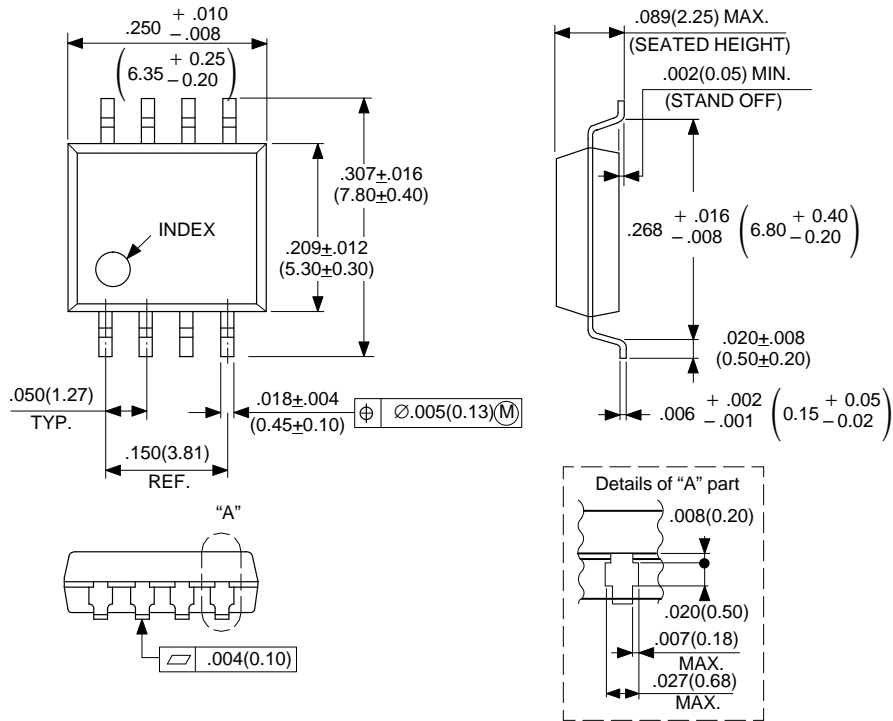 .250 + .010 − .008
(6.35 + 0.25 − 0.20)
INDEX
.307±.016
(7.80±0.40)
.209±.012
(5.30±0.30)
.050(1.27)
TYP.
.018±.004
(0.45±0.10)
⌖ Ø.005(0.13)Ⓜ
.150(3.81)
REF.
.089(2.25) MAX.
(SEATED HEIGHT)
.002(0.05) MIN.
(STAND OFF)
.268 + .016 − .008 (6.80 + 0.40 − 0.20)
.020±.008
(0.50±0.20)
.006 + .002 − .001 (0.15 + 0.05 − 0.02)
“A”
⏥ .004(0.10)
Details of “A” part
.008(0.20)
.020(0.50)
.007(0.18)
MAX.
.027(0.68)
MAX.